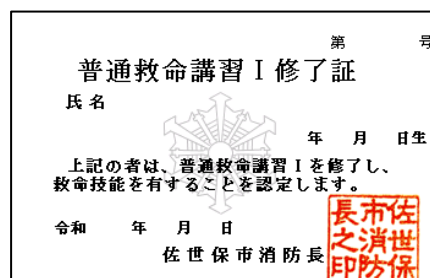 第 号
普通救命講習Ⅰ修了証
氏名
年 月 日生
上記の者は、普通救命講習Ⅰを修了し、
救命技能を有することを認定します。
令和 年 月 日
佐世保市消防長
佐世保
市消防
長之印